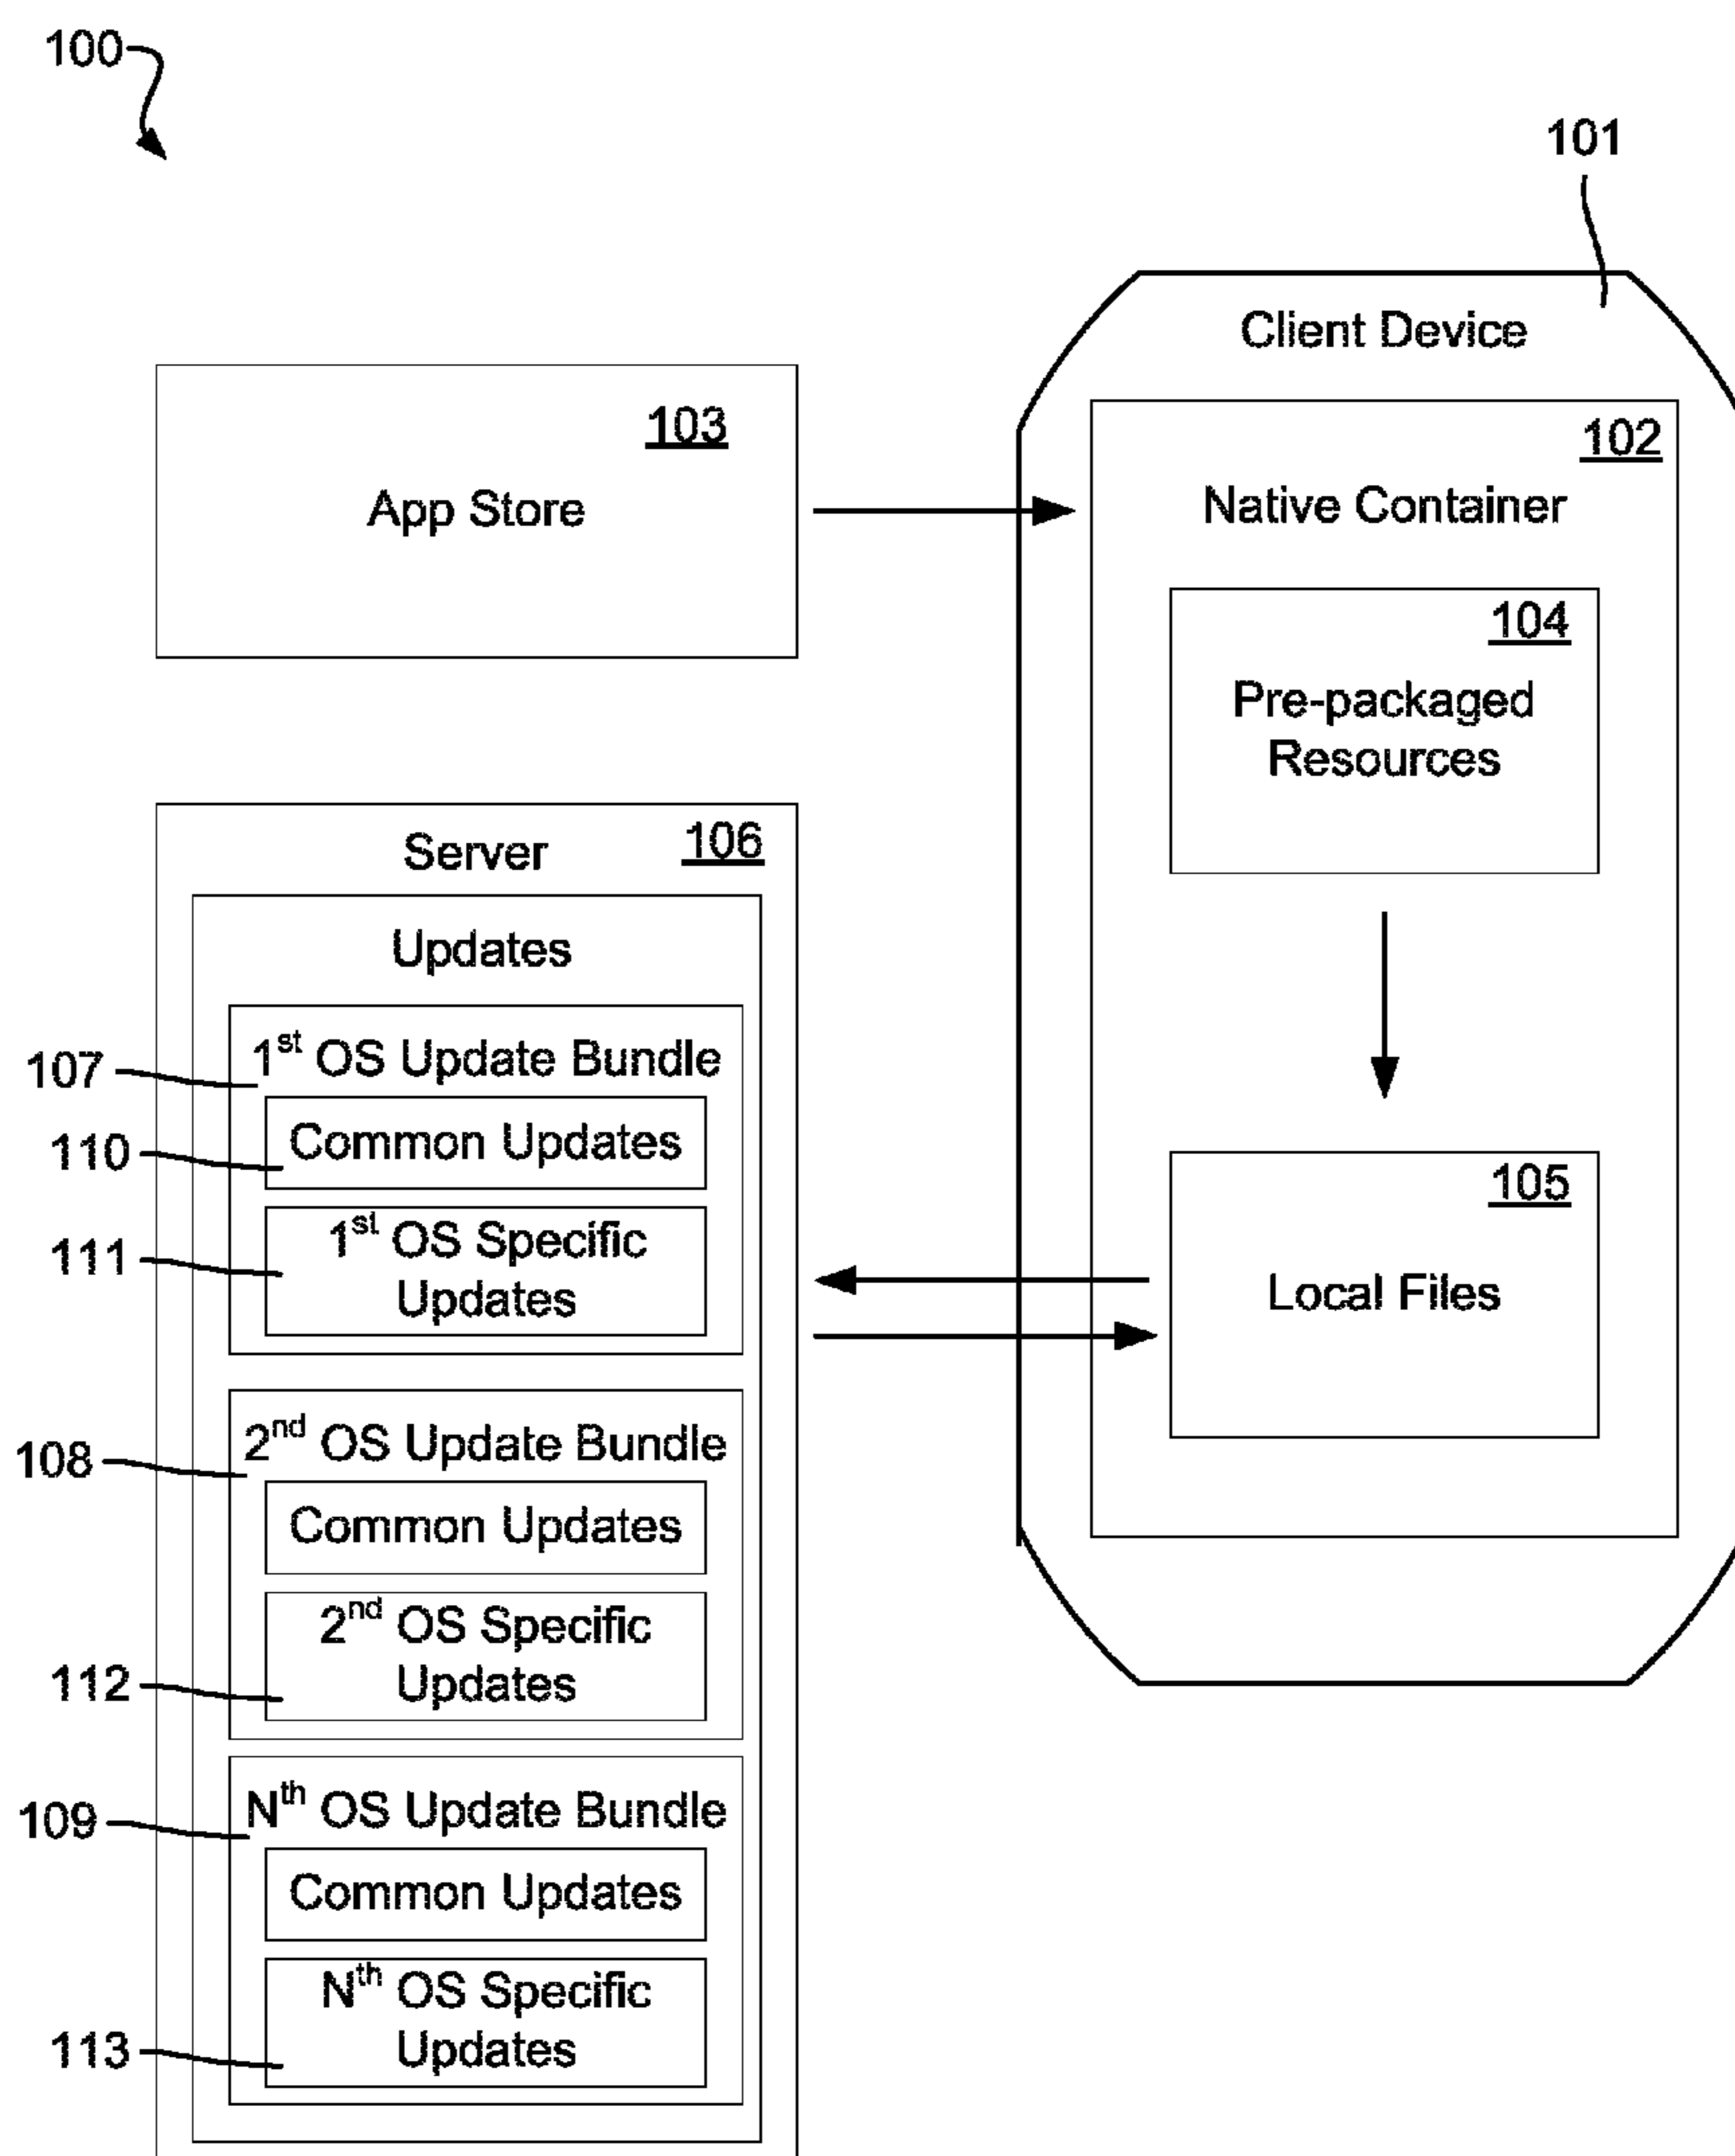 100
101
Client Device
103
App Store
102
Native Container
104
Pre-packaged
Resources
106
Server
Updates
107
1st OS Update Bundle
110
Common Updates
111
1st OS Specific
Updates
105
Local Files
108
2nd OS Update Bundle
Common Updates
112
2nd OS Specific
Updates
109
Nth OS Update Bundle
Common Updates
113
Nth OS Specific
Updates